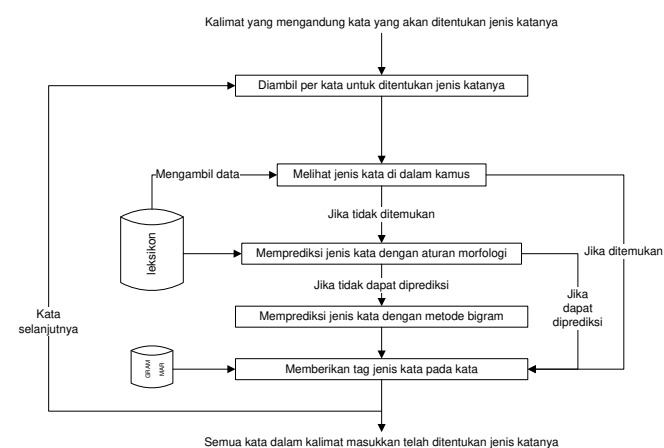 Kalimat yang mengandung kata yang akan ditentukan jenis katanya
Diambil per kata untuk ditentukan jenis katanya
Mengambil data
Melihat jenis kata di dalam kamus
Jika tidak ditemukan
leksikon
Memprediksi jenis kata dengan aturan morfologi
Jika ditemukan
Jika tidak dapat diprediksi
Jika
dapat
diprediksi
Kata
selanjutnya
Memprediksi jenis kata dengan metode bigram
GRAM
MAR
Memberikan tag jenis kata pada kata
Semua kata dalam kalimat masukkan telah ditentukan jenis katanya